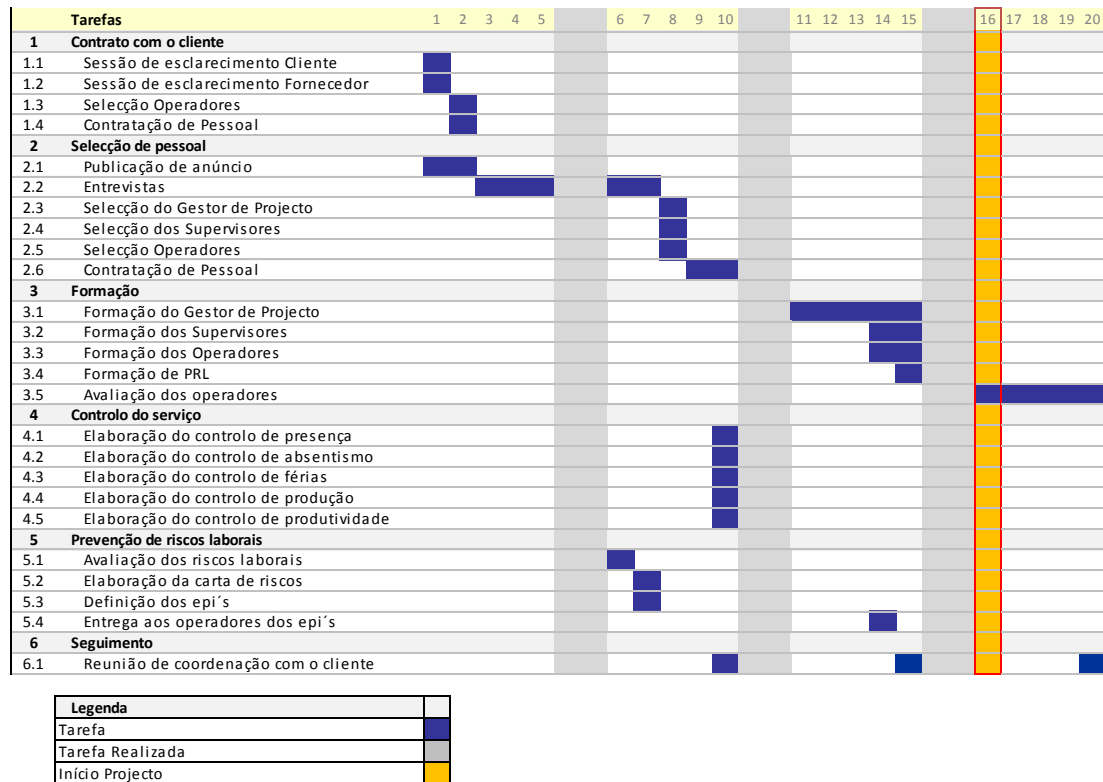 Tarefas 1 2 3 4 5 6 7 8 9 10 11 12 13 14 15 16 17 18 19 20
1 Contrato com o cliente
1.1 Sessão de esclarecimento Cliente
1.2 Sessão de esclarecimento Fornecedor
1.3 Selecção Operadores
1.4 Contratação de Pessoal
2 Selecção de pessoal
2.1 Publicação de anúncio
2.2 Entrevistas
2.3 Selecção do Gestor de Projecto
2.4 Selecção dos Supervisores
2.5 Selecção Operadores
2.6 Contratação de Pessoal
3 Formação
3.1 Formação do Gestor de Projecto
3.2 Formação dos Supervisores
3.3 Formação dos Operadores
3.4 Formação de PRL
3.5 Avaliação dos operadores
4 Controlo do serviço
4.1 Elaboração do controlo de presença
4.2 Elaboração do controlo de absentismo
4.3 Elaboração do controlo de férias
4.4 Elaboração do controlo de produção
4.5 Elaboração do controlo de produtividade
5 Prevenção de riscos laborais
5.1 Avaliação dos riscos laborais
5.2 Elaboração da carta de riscos
5.3 Definição dos epi´s
5.4 Entrega aos operadores dos epi´s
6 Seguimento
6.1 Reunião de coordenação com o cliente
Legenda
Tarefa
Tarefa Realizada
Início Projecto